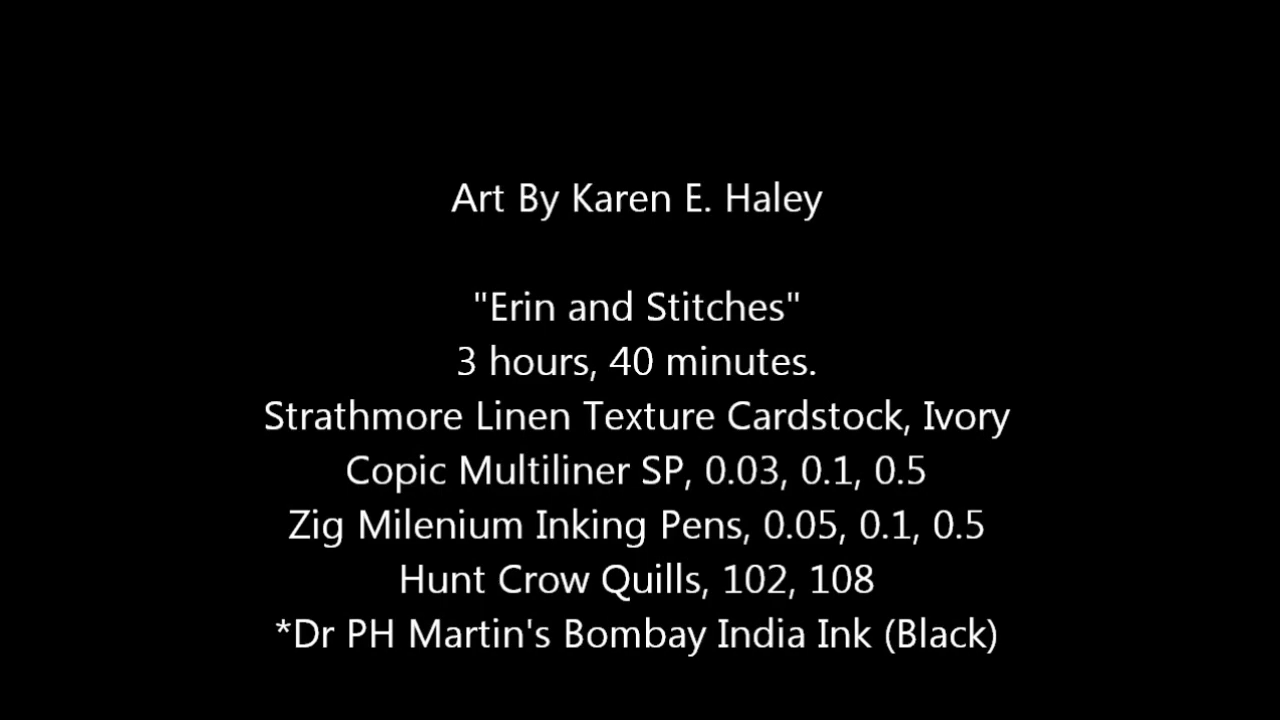 Art By Karen E. Haley
"Erin and Stitches"
3 hours, 40 minutes.
Strathmore Linen Texture Cardstock, Ivory
Copic Multiliner SP, 0.03, 0.1, 0.5
Zig Milenium Inking Pens, 0.05, 0.1, 0.5
Hunt Crow Quills, 102, 108
*Dr PH Martin's Bombay India Ink (Black)